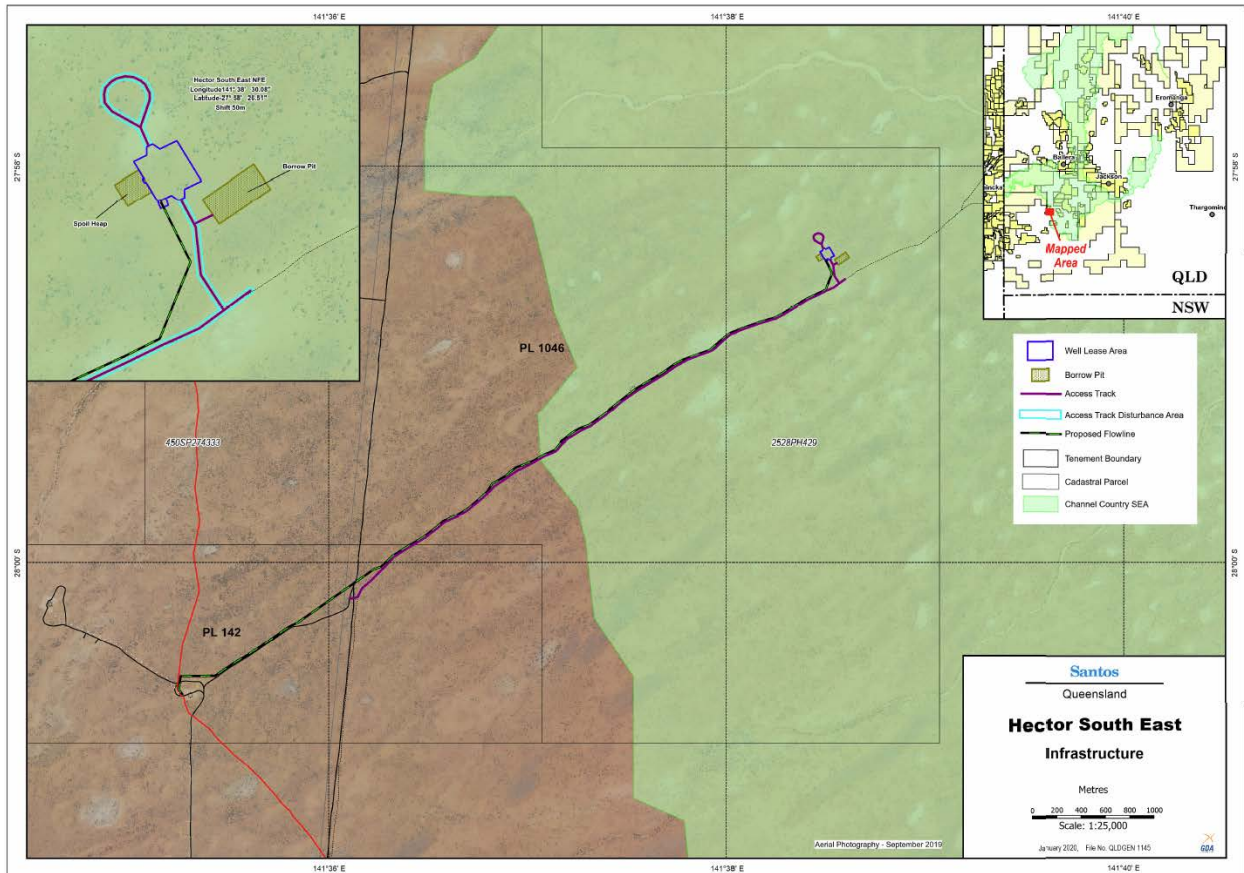 141°36' E
141°38' E
141°40' E
Hector South East NFE
Longitude141° 38' 30.08"
Latitude-27° 58' 26.51"
Shift 50m
Borrow Pit
Spoil Heap
Eromanga
Ballera
Jackson
Thargomind
Mapped
Area
QLD
NSW
27°58' S
27°58' S
PL 1046
450SP274333
2528PH429
Well Lease Area
Borrow Pit
Access Track
Access Track Disturbance Area
Proposed Flowline
Tenement Boundary
Cadastral Parcel
Channel Country SEA
28°00' S
28°00' S
PL 142
Santos
Queensland
Hector South East
Infrastructure
Metres
0 200 400 600 800 1000
Scale: 1:25,000
January 2020, File No. QLDGEN 1145
GDA
Aerial Photography - September 2019
141°36' E
141°38' E
141°40' E